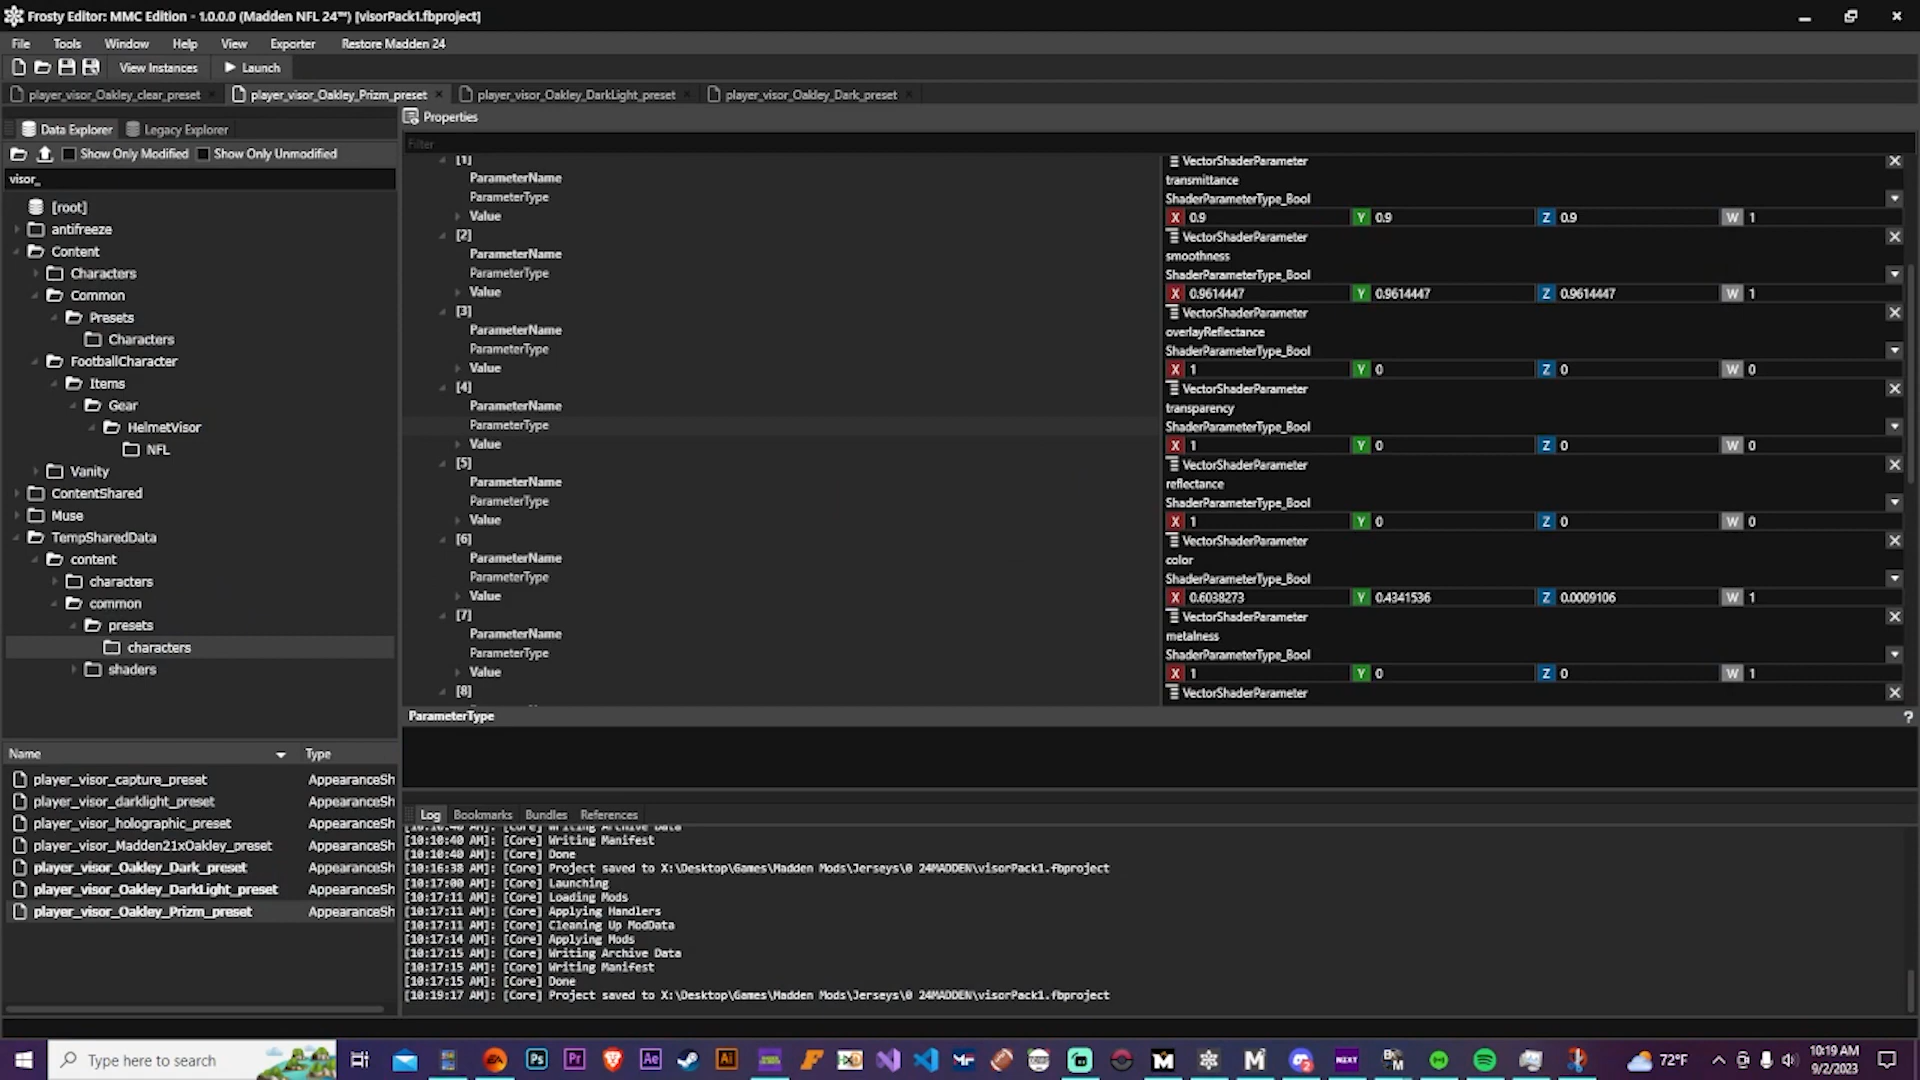 Frosty Editor: MMC Edition - 1.0.0.0 (Madden NFL 24™) [visorPack1.fbproject]
File Tools Window Help View Exporter Restore Madden 24
View Instances Launch
player_visor_Oakley_clear_preset player_visor_Oakley_Prizm_preset player_visor_Oakley_DarkLight_preset player_visor_Oakley_Dark_preset
Data Explorer Legacy Explorer
Show Only Modified Show Only Unmodified
visor_
[root]
antifreeze
Content
Characters
Common
Presets
Characters
FootballCharacter
Items
Gear
HelmetVisor
NFL
Vanity
ContentShared
Muse
TempSharedData
content
characters
common
presets
characters
shaders
Name Type
player_visor_capture_preset AppearanceSh
player_visor_darklight_preset AppearanceSh
player_visor_holographic_preset AppearanceSh
player_visor_Madden21xOakley_preset AppearanceSh
player_visor_Oakley_Dark_preset AppearanceSh
player_visor_Oakley_DarkLight_preset AppearanceSh
player_visor_Oakley_Prizm_preset AppearanceSh
Properties
Filter
[1] VectorShaderParameter
ParameterName transmittance
ParameterType ShaderParameterType_Bool
Value X 0.9 Y 0.9 Z 0.9 W 1
[2] VectorShaderParameter
ParameterName smoothness
ParameterType ShaderParameterType_Bool
Value X 0.9614447 Y 0.9614447 Z 0.9614447 W 1
[3] VectorShaderParameter
ParameterName overlayReflectance
ParameterType ShaderParameterType_Bool
Value X 1 Y 0 Z 0 W 0
[4] VectorShaderParameter
ParameterName transparency
ParameterType ShaderParameterType_Bool
Value X 1 Y 0 Z 0 W 0
[5] VectorShaderParameter
ParameterName reflectance
ParameterType ShaderParameterType_Bool
Value X 1 Y 0 Z 0 W 0
[6] VectorShaderParameter
ParameterName color
ParameterType ShaderParameterType_Bool
Value X 0.6038273 Y 0.4341536 Z 0.0009106 W 1
[7] VectorShaderParameter
ParameterName metalness
ParameterType ShaderParameterType_Bool
Value X 1 Y 0 Z 0 W 1
[8] VectorShaderParameter
ParameterType ?
Log Bookmarks Bundles References
[10:10:40 AM]: [Core] Writing Archive Data
[10:10:40 AM]: [Core] Writing Manifest
[10:10:40 AM]: [Core] Done
[10:16:38 AM]: [Core] Project saved to X:\Desktop\Games\Madden Mods\Jerseys\0 24MADDEN\visorPack1.fbproject
[10:17:00 AM]: [Core] Launching
[10:17:11 AM]: [Core] Loading Mods
[10:17:11 AM]: [Core] Applying Handlers
[10:17:11 AM]: [Core] Cleaning Up ModData
[10:17:14 AM]: [Core] Applying Mods
[10:17:15 AM]: [Core] Writing Archive Data
[10:17:15 AM]: [Core] Writing Manifest
[10:17:15 AM]: [Core] Done
[10:19:17 AM]: [Core] Project saved to X:\Desktop\Games\Madden Mods\Jerseys\0 24MADDEN\visorPack1.fbproject
Type here to search
EA Ps Pr Ae Ai NEXT
72°F
10:19 AM
9/2/2023